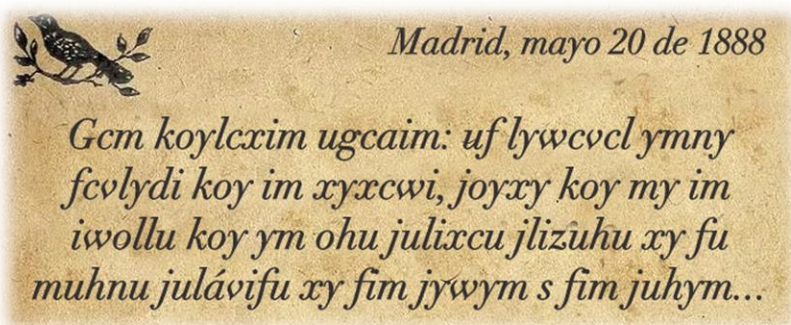 Madrid, mayo 20 de 1888
Gcm koylcxim ugcaim: uf lywcvcl ymny
fcvlydi koy im xyxcwi, joyxy koy my im
iwollu koy ym ohu julixcu jlizuhu xy fu
muhnu julávifu xy fim jywym s fim juhym...